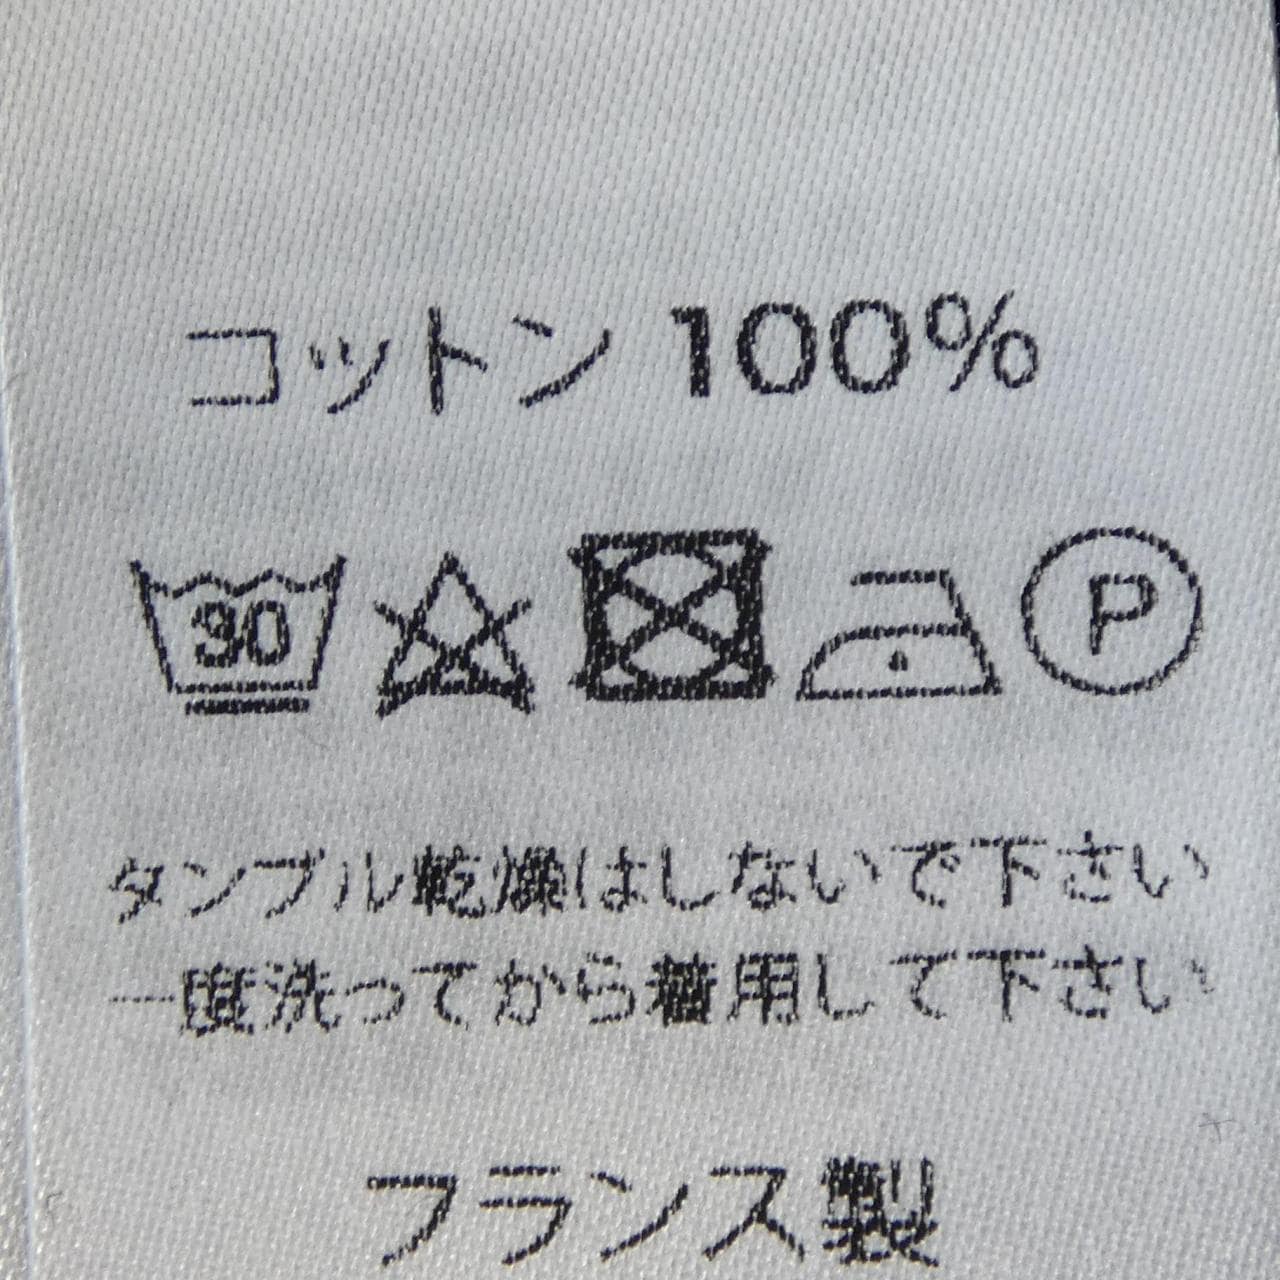 コットン 100%
30 P
タンブル乾燥はしないで下さい
一度洗ってから着用して下さい
フランス製